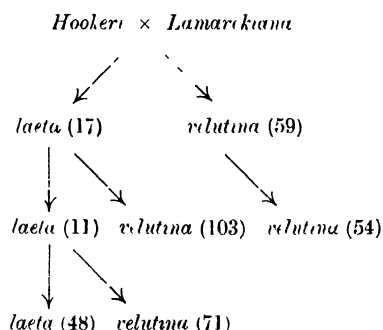 Hookeri × Lamarckiana
laeta (17) velutina (59)
laeta (11) velutina (103) velutina (54)
laeta (48) velutina (71)